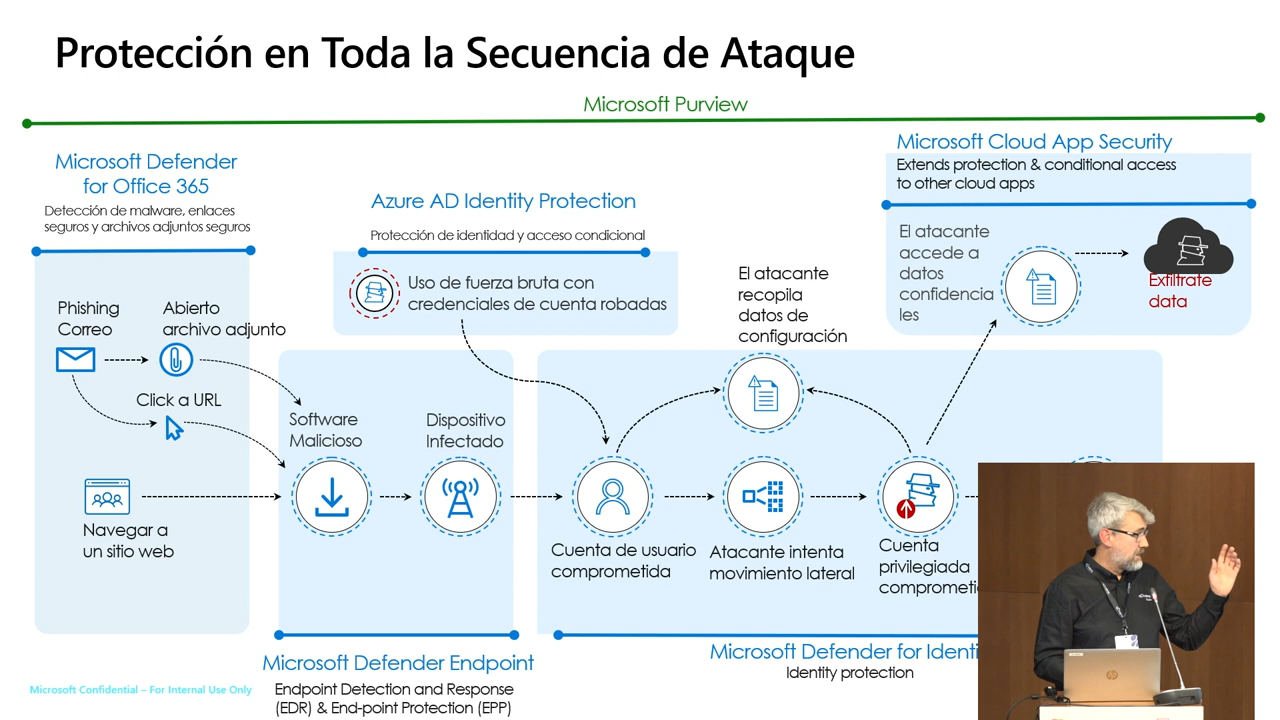 Protección en Toda la Secuencia de Ataque
Microsoft Purview
Microsoft Defender
for Office 365
Detección de malware, enlaces
seguros y archivos adjuntos seguros
Azure AD Identity Protection
Protección de identidad y acceso condicional
Microsoft Cloud App Security
Extends protection & conditional access
to other cloud apps
Uso de fuerza bruta con
credenciales de cuenta robadas
El atacante
accede a
datos
confidencia
les
Exfiltrate
data
El atacante
recopila
datos de
configuración
Phishing
Correo
Abierto
archivo adjunto
Click a URL
Navegar a
un sitio web
Software
Malicioso
Dispositivo
Infectado
Cuenta de usuario
comprometida
Atacante intenta
movimiento lateral
Cuenta
privilegiada
comprometi
Microsoft Defender Endpoint
Endpoint Detection and Response
(EDR) & End-point Protection (EPP)
Microsoft Defender for Identi
Identity protection
Microsoft Confidential – For Internal Use Only